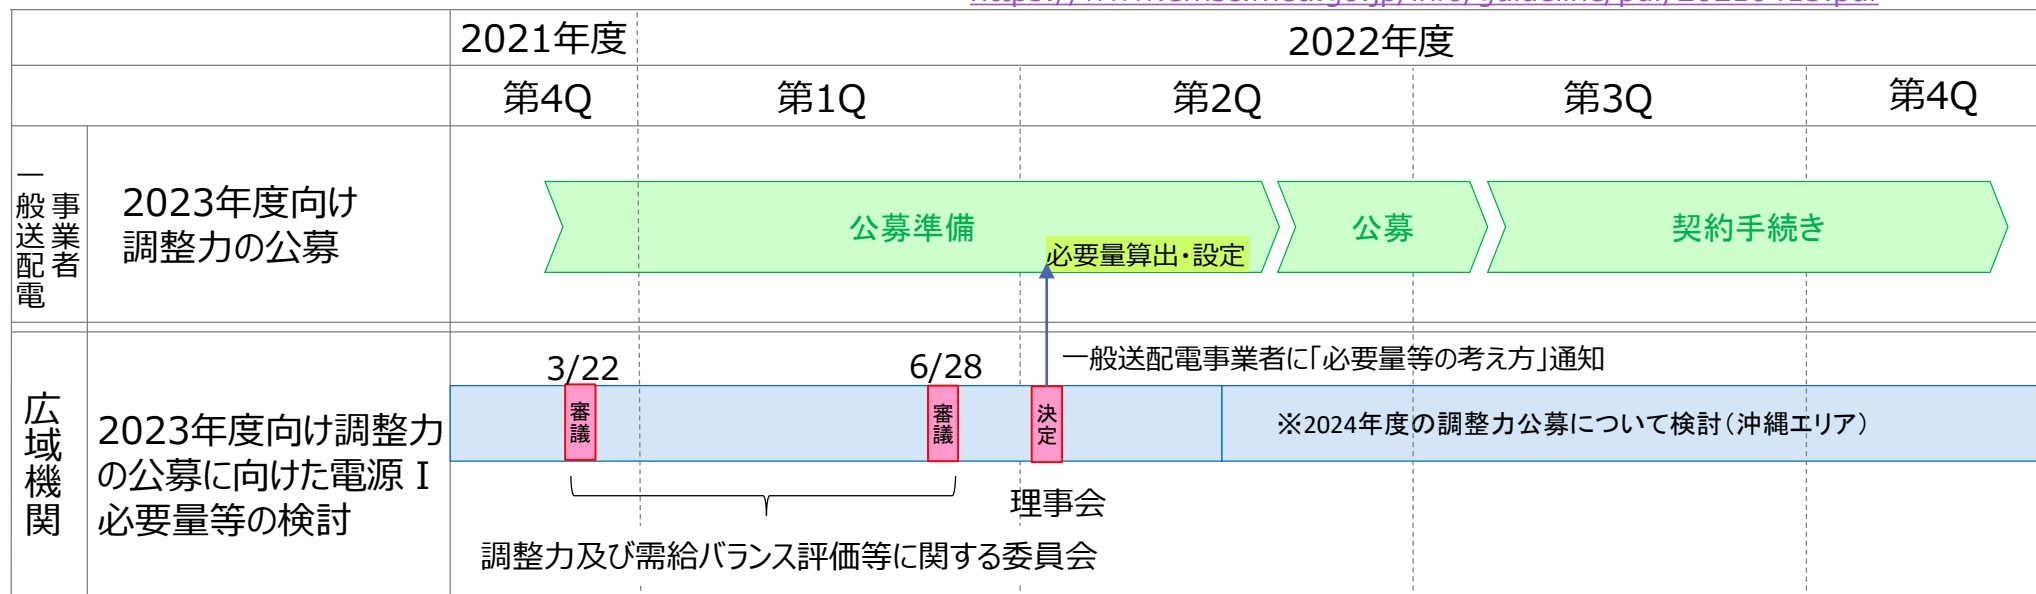 2021年度
2022年度
第4Q
第1Q
第2Q
第3Q
第4Q
一般送配電
事業者
2023年度向け
調整力の公募
公募準備
公募
契約手続き
必要量算出・設定
一般送配電事業者に「必要量等の考え方」通知
3/22
6/28
審議
審議
決定
※2024年度の調整力公募について検討(沖縄エリア)
広域機関
2023年度向け調整力
の公募に向けた電源Ⅰ
必要量等の検討
理事会
調整力及び需給バランス評価等に関する委員会